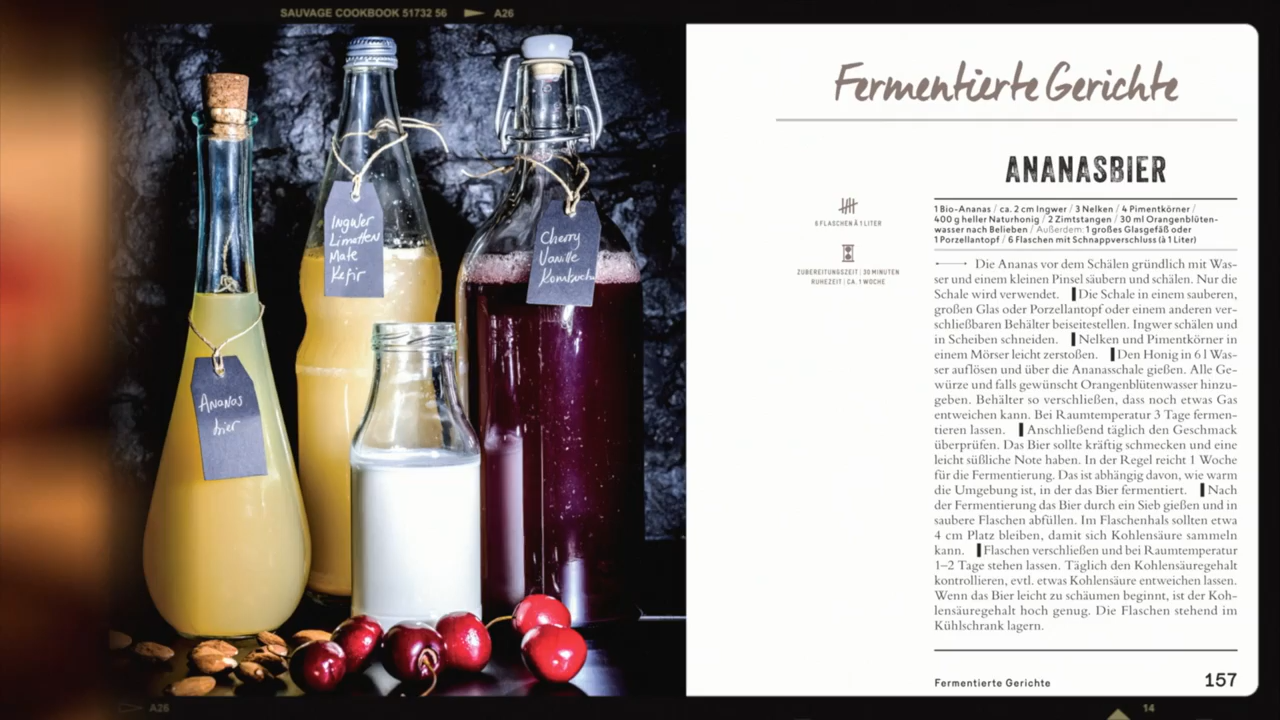 SAUVAGE COOKBOOK 51732 56 A26
Ingwer
Limetten
Mate
Kefir
Cherry
Vanille
Kombucha
Ananas
bier
A26
Fermentierte Gerichte
ANANASBIER
6 FLASCHEN À 1 LITER
ZUBEREITUNGSZEIT | 30 MINUTEN
RUHEZEIT | CA. 1 WOCHE
1 Bio-Ananas / ca. 2 cm Ingwer / 3 Nelken / 4 Pimentkörner /
400 g heller Naturhonig / 2 Zimtstangen / 30 ml Orangenblüten-
wasser nach Belieben / Außerdem: 1 großes Glasgefäß oder
1 Porzellantopf / 6 Flaschen mit Schnappverschluss (à 1 Liter)
Die Ananas vor dem Schälen gründlich mit Was-
ser und einem kleinen Pinsel säubern und schälen. Nur die
Schale wird verwendet. Die Schale in einem sauberen,
großen Glas oder Porzellantopf oder einem anderen ver-
schließbaren Behälter beiseitestellen. Ingwer schälen und
in Scheiben schneiden. Nelken und Pimentkörner in
einem Mörser leicht zerstoßen. Den Honig in 6 l Was-
ser auflösen und über die Ananasschale gießen. Alle Ge-
würze und falls gewünscht Orangenblütenwasser hinzu-
geben. Behälter so verschließen, dass noch etwas Gas
entweichen kann. Bei Raumtemperatur 3 Tage fermen-
tieren lassen. Anschließend täglich den Geschmack
überprüfen. Das Bier sollte kräftig schmecken und eine
leicht süßliche Note haben. In der Regel reicht 1 Woche
für die Fermentierung. Das ist abhängig davon, wie warm
die Umgebung ist, in der das Bier fermentiert. Nach
der Fermentierung das Bier durch ein Sieb gießen und in
saubere Flaschen abfüllen. Im Flaschenhals sollten etwa
4 cm Platz bleiben, damit sich Kohlensäure sammeln
kann. Flaschen verschließen und bei Raumtemperatur
1–2 Tage stehen lassen. Täglich den Kohlensäuregehalt
kontrollieren, evtl. etwas Kohlensäure entweichen lassen.
Wenn das Bier leicht zu schäumen beginnt, ist der Koh-
lensäuregehalt hoch genug. Die Flaschen stehend im
Kühlschrank lagern.
Fermentierte Gerichte 157
14